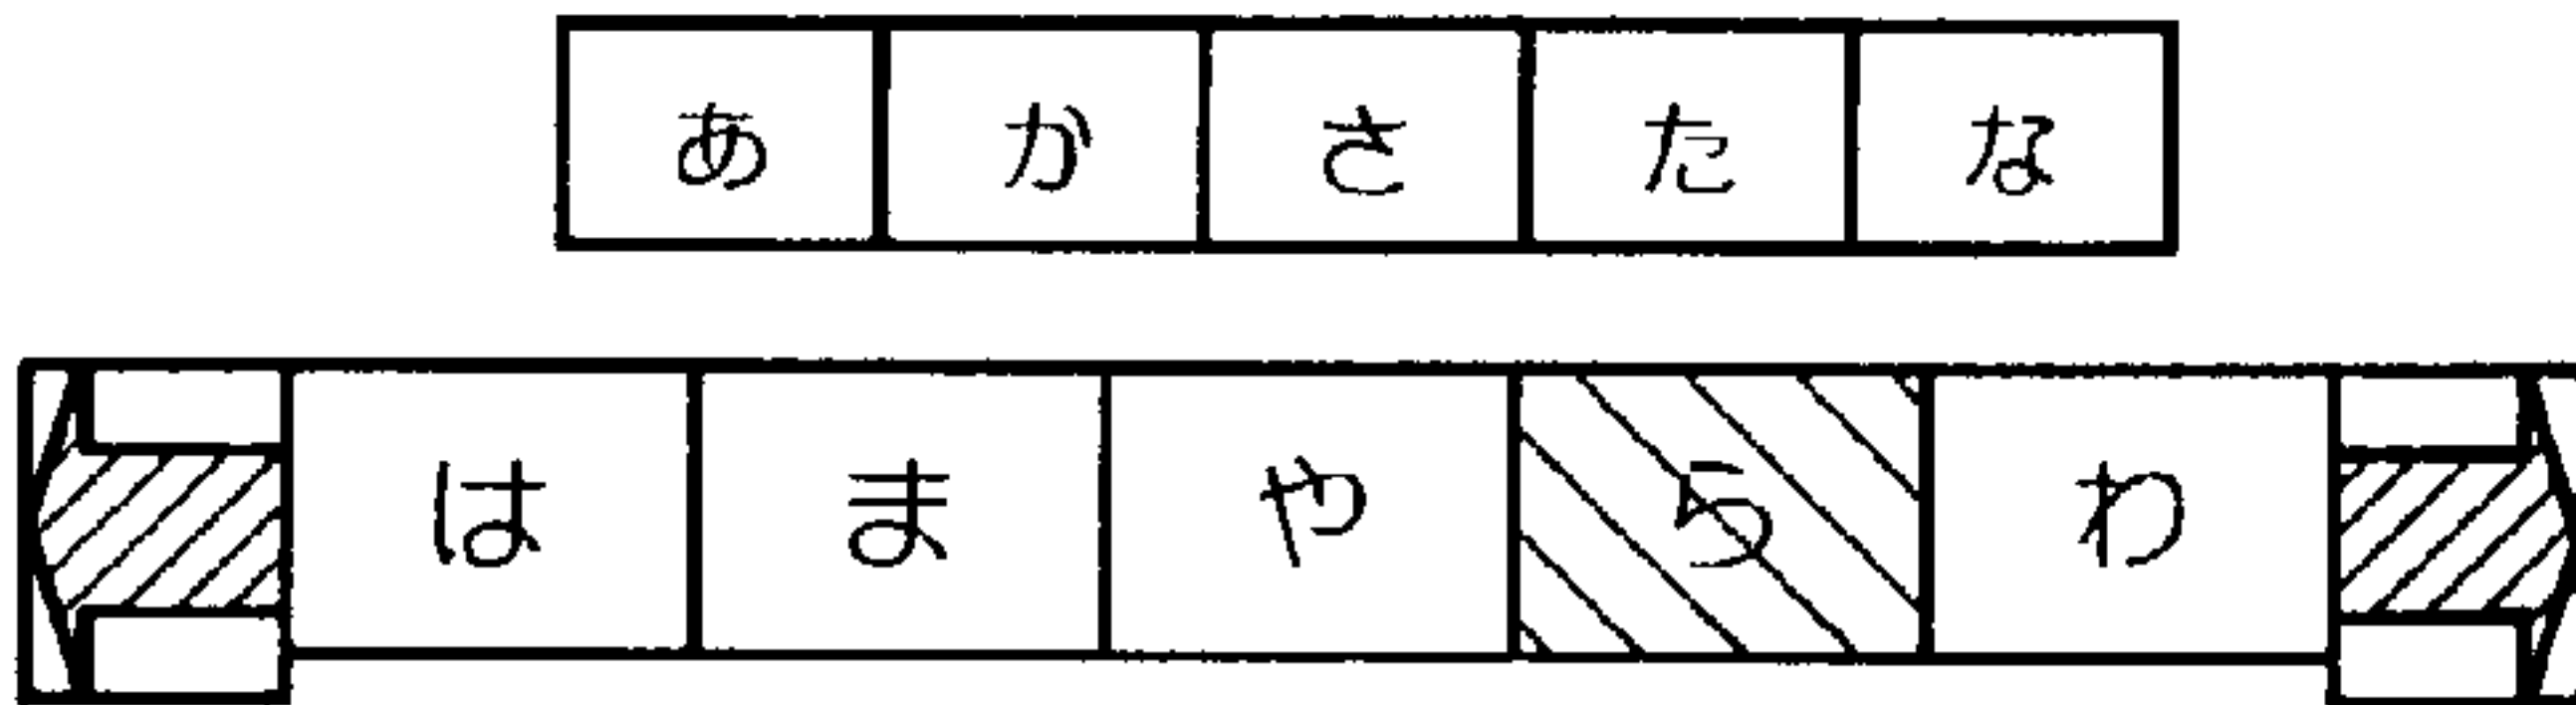 あ か さ た な
は ま や ら わ